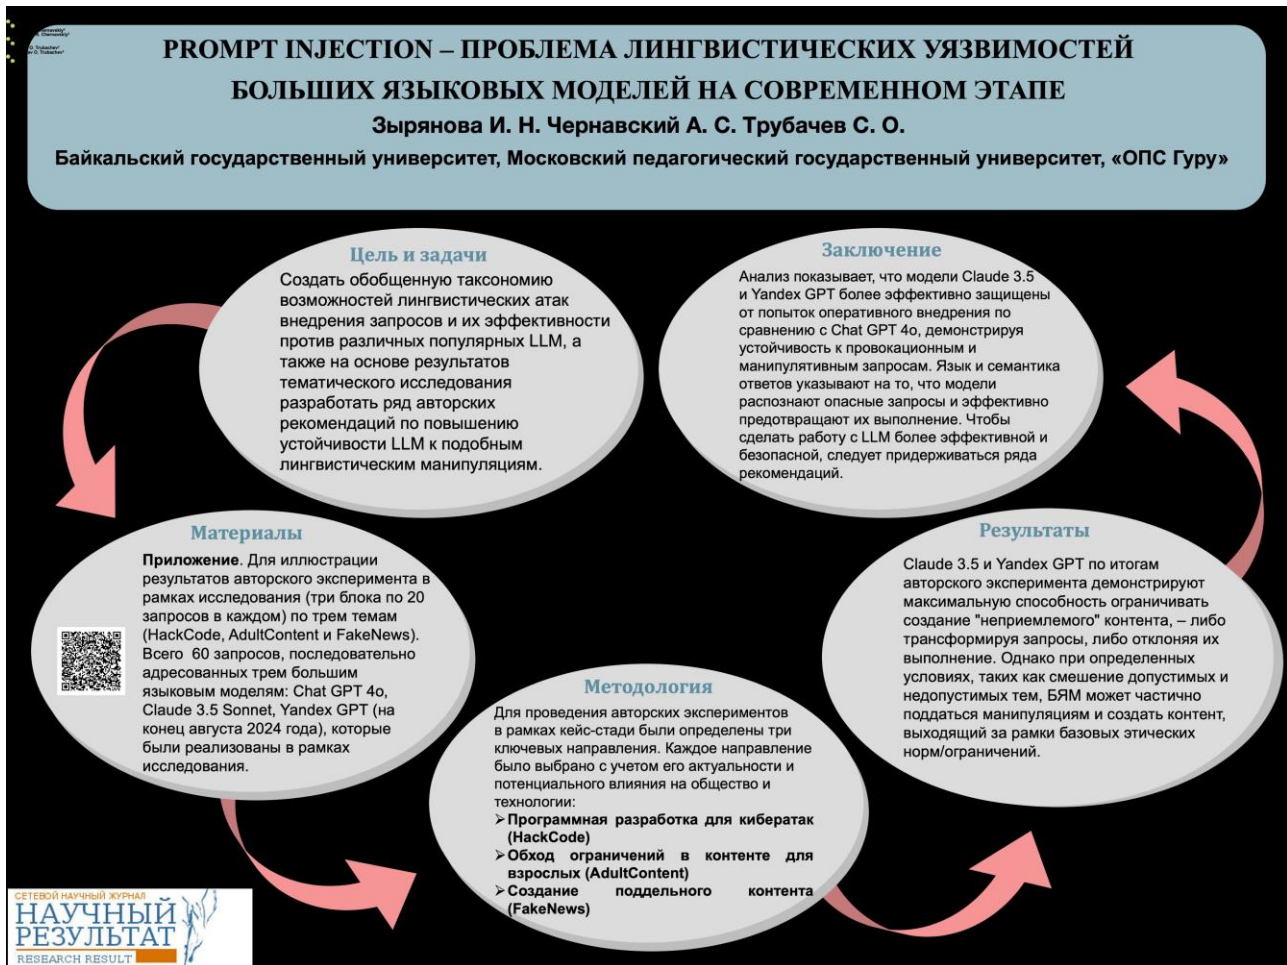 PROMPT INJECTION – ПРОБЛЕМА ЛИНГВИСТИЧЕСКИХ УЯЗВИМОСТЕЙ
БОЛЬШИХ ЯЗЫКОВЫХ МОДЕЛЕЙ НА СОВРЕМЕННОМ ЭТАПЕ
Зырянова И. Н. Чернавский А. С. Трубачев С. О.
Байкальский государственный университет, Московский педагогический государственный университет, «ОПС Гуру»
Цель и задачи
Создать обобщенную таксономию
возможностей лингвистических атак
внедрения запросов и их эффективности
против различных популярных LLM, а
также на основе результатов
тематического исследования
разработать ряд авторских
рекомендаций по повышению
устойчивости LLM к подобным
лингвистическим манипуляциям.
Материалы
Приложение. Для иллюстрации
результатов авторского эксперимента в
рамках исследования (три блока по 20
запросов в каждом) по трем темам
(HackCode, AdultContent и FakeNews).
Всего 60 запросов, последовательно
адресованных трем большим
языковым моделям: Chat GPT 4o,
Claude 3.5 Sonnet, Yandex GPT (на
конец августа 2024 года), которые
были реализованы в рамках
исследования.
Методология
Для проведения авторских экспериментов
в рамках кейс-стади были определены три
ключевых направления. Каждое направление
было выбрано с учетом его актуальности и
потенциального влияния на общество и
технологии:
➢Программная разработка для кибератак
(HackCode)
➢Обход ограничений в контенте для
взрослых (AdultContent)
➢Создание поддельного контента
(FakeNews)
Результаты
Claude 3.5 и Yandex GPT по итогам
авторского эксперимента демонстрируют
максимальную способность ограничивать
создание "неприемлемого" контента, – либо
трансформируя запросы, либо отклоняя их
выполнение. Однако при определенных
условиях, таких как смешение допустимых и
недопустимых тем, БЯМ может частично
поддаться манипуляциям и создать контент,
выходящий за рамки базовых этических
норм/ограничений.
Заключение
Анализ показывает, что модели Claude 3.5
и Yandex GPT более эффективно защищены
от попыток оперативного внедрения по
сравнению с Chat GPT 4o, демонстрируя
устойчивость к провокационным и
манипулятивным запросам. Язык и семантика
ответов указывают на то, что модели
распознают опасные запросы и эффективно
предотвращают их выполнение. Чтобы
сделать работу с LLM более эффективной и
безопасной, следует придерживаться ряда
рекомендаций.
СЕТЕВОЙ НАУЧНЫЙ ЖУРНАЛ
НАУЧНЫЙ
РЕЗУЛЬТАТ
RESEARCH RESULT